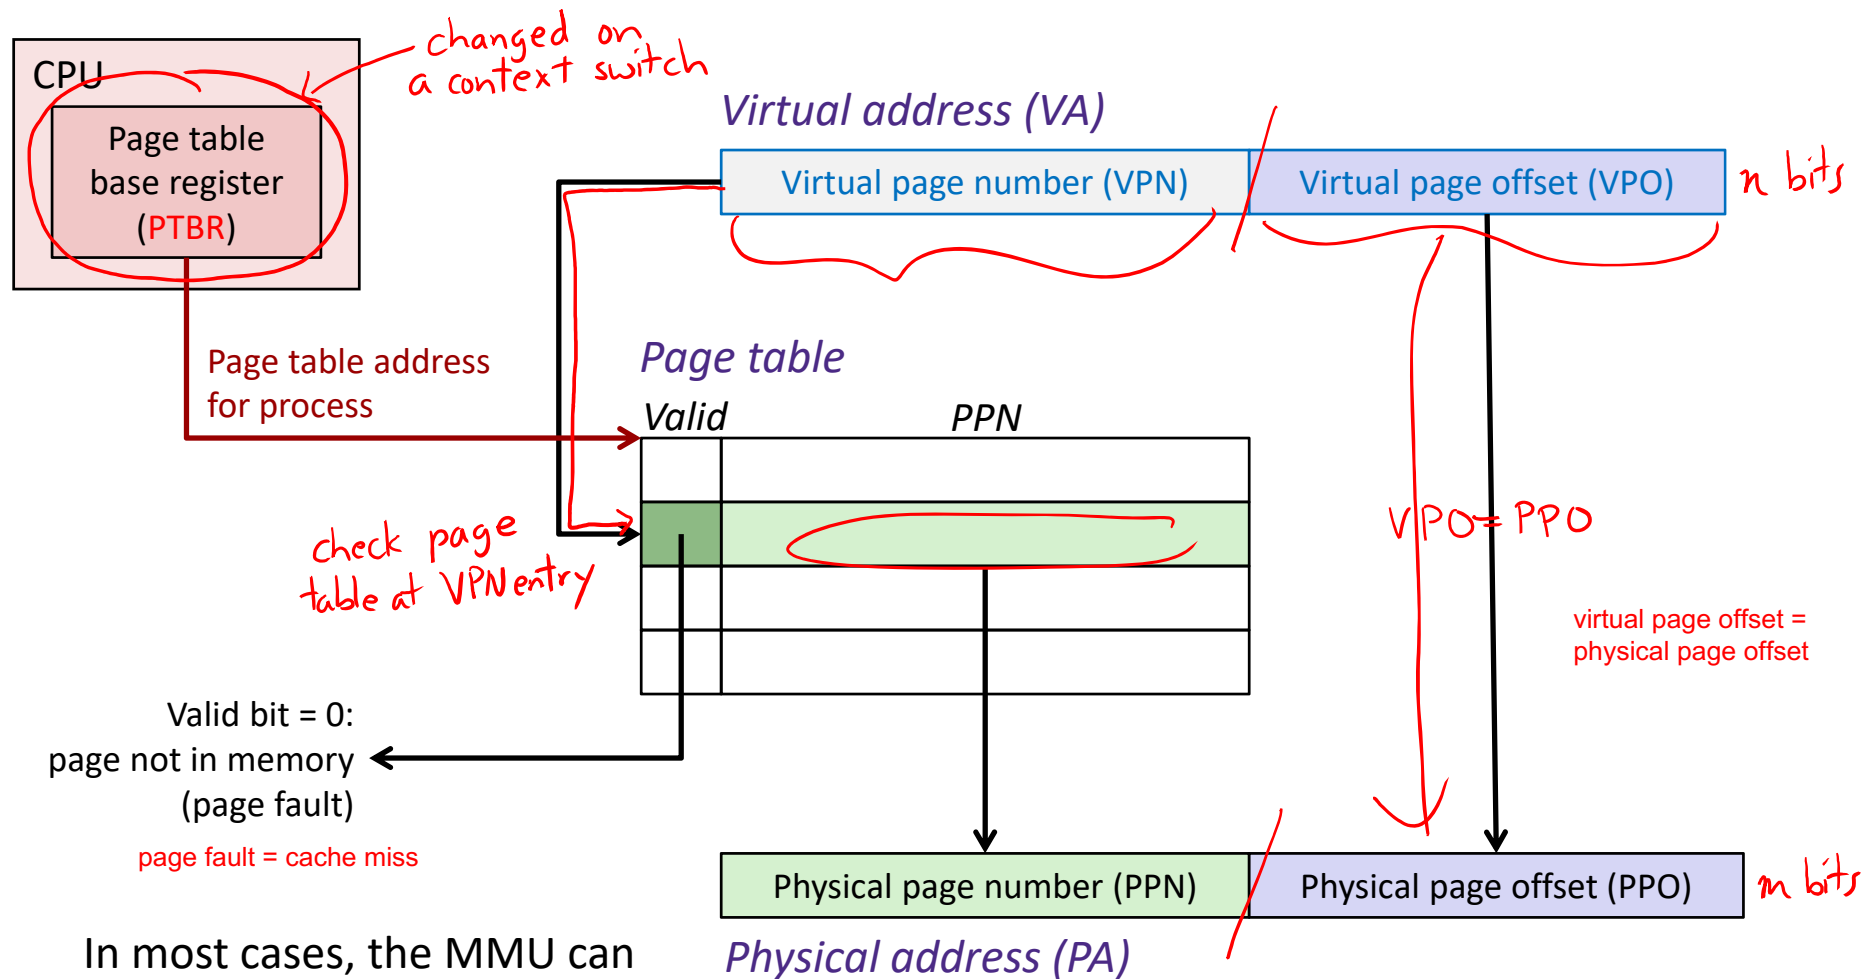 changed on
a context switch
CPU
Page table
base register
(PTBR)
Virtual address (VA)
Virtual page number (VPN)
Virtual page offset (VPO)
n bits
Page table address
for process
Page table
Valid
PPN
check page
table at VPN entry
VPO = PPO
virtual page offset =
physical page offset
Valid bit = 0:
page not in memory
(page fault)
page fault = cache miss
Physical page number (PPN)
Physical page offset (PPO)
m bits
In most cases, the MMU can
Physical address (PA)